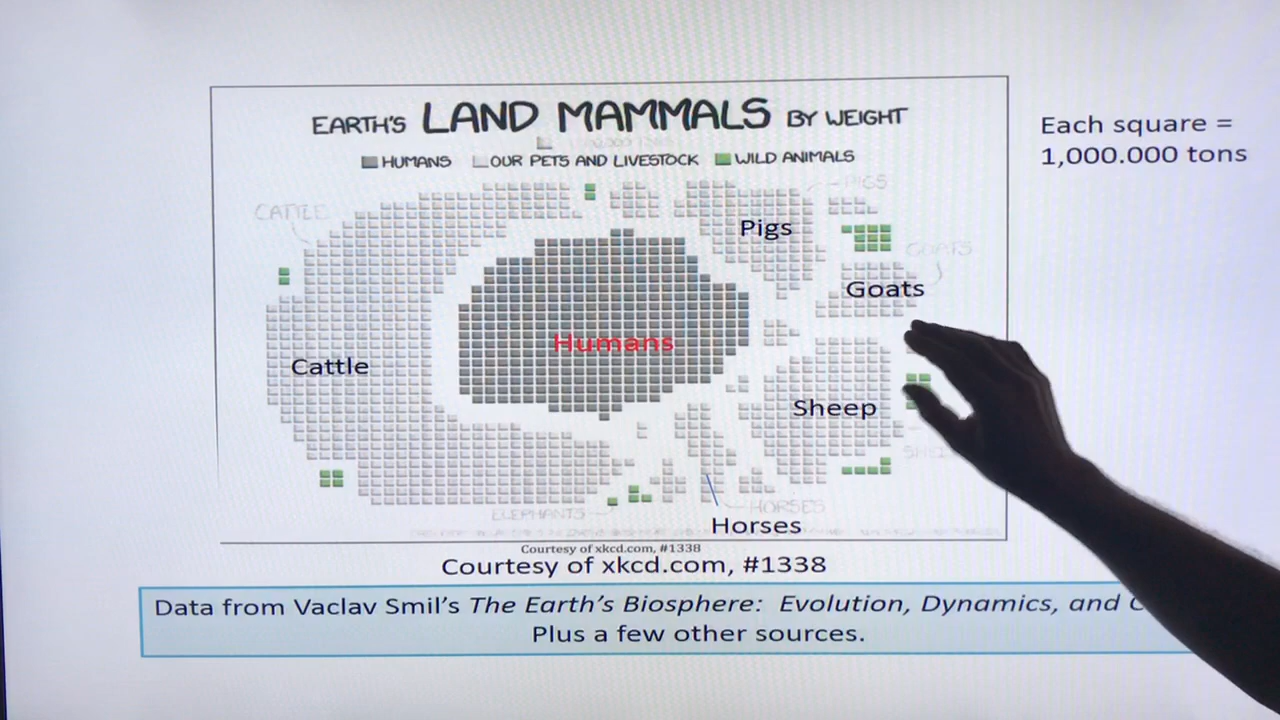 EARTH'S LAND MAMMALS BY WEIGHT
Each square =
1,000.000 tons
HUMANS OUR PETS AND LIVESTOCK WILD ANIMALS
PIGS
CATTLE
Pigs
GOATS
Goats
Humans
Cattle
Sheep
ELEPHANTS
HORSES
Horses
Courtesy of xkcd.com, #1338
Courtesy of xkcd.com, #1338
Data from Vaclav Smil's The Earth's Biosphere: Evolution, Dynamics, and
Plus a few other sources.